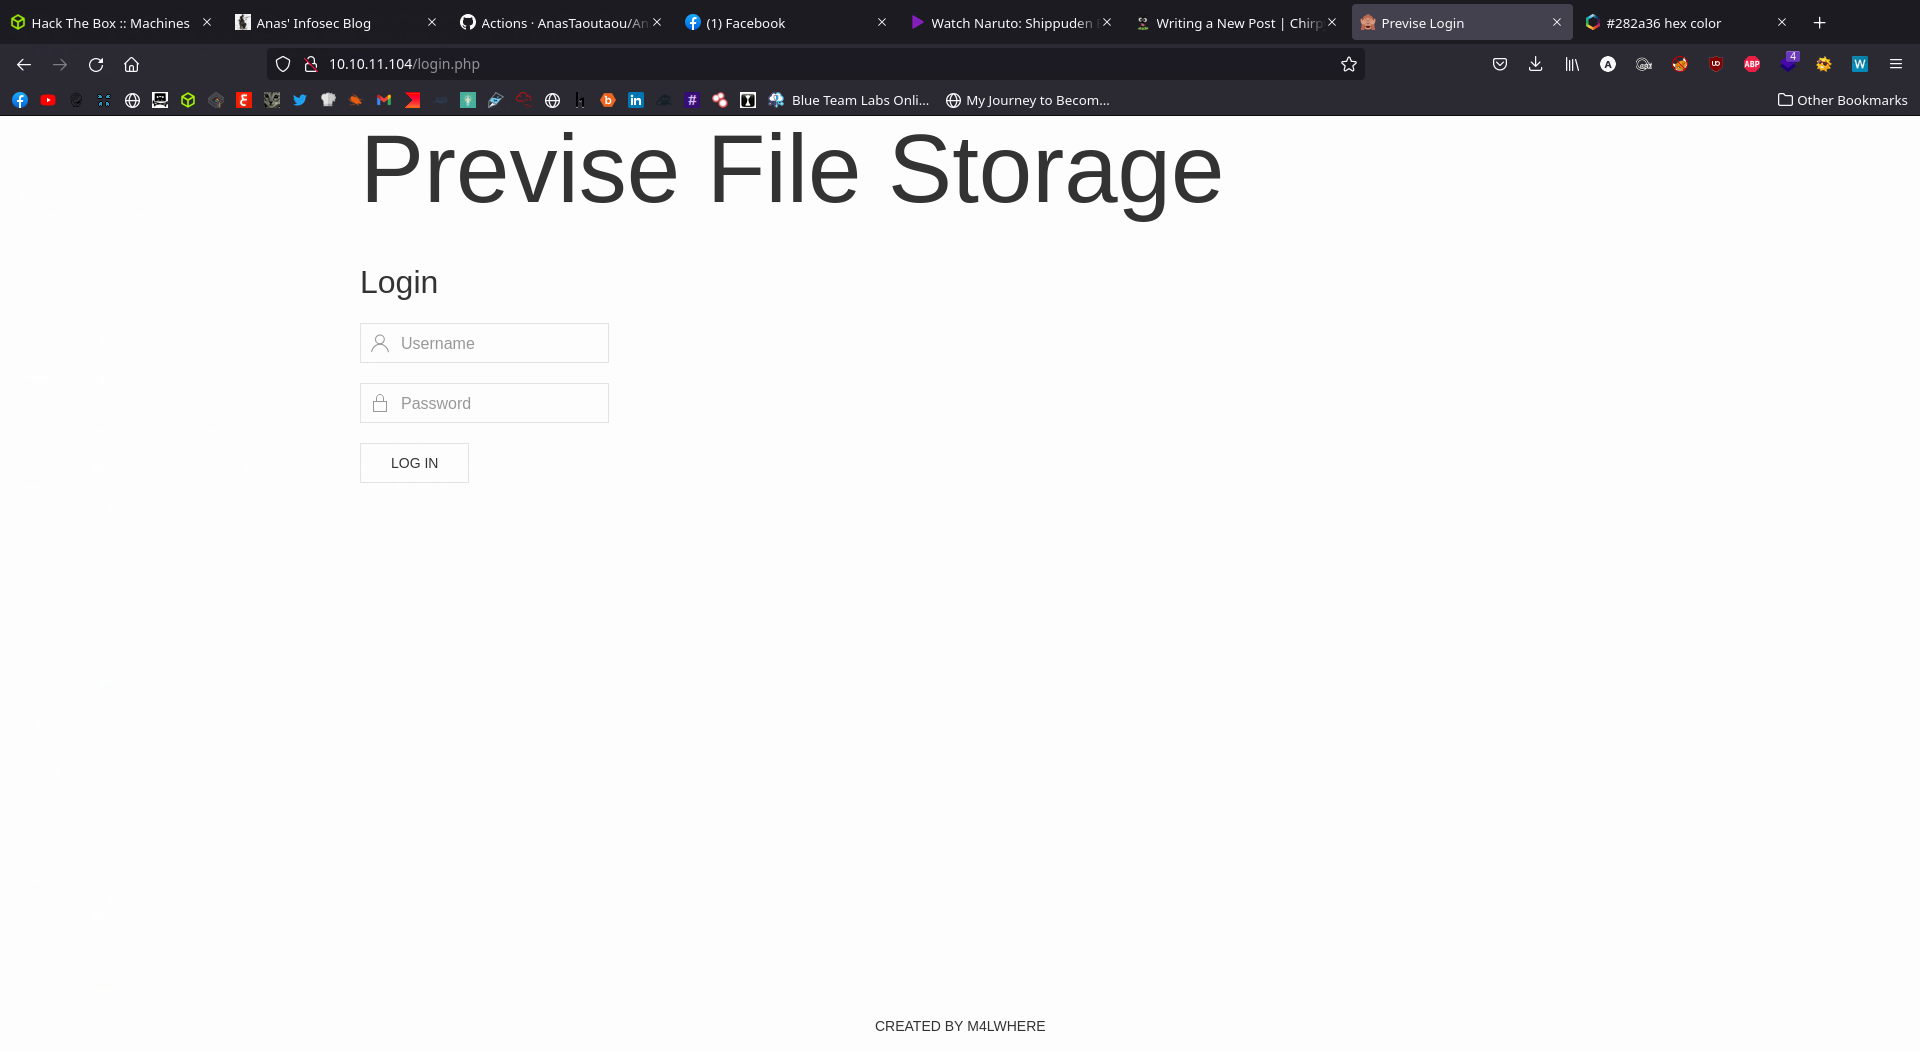 Hack The Box :: Machines
Anas' Infosec Blog
Actions · AnasTaoutaou/An
(1) Facebook
Watch Naruto: Shippuden
Writing a New Post | Chirp
Previse Login
#282a36 hex color
10.10.11.104/login.php
4
Blue Team Labs Onli…
My Journey to Becom…
Other Bookmarks
Previse File Storage
Login
Username
Password
LOG IN
CREATED BY M4LWHERE